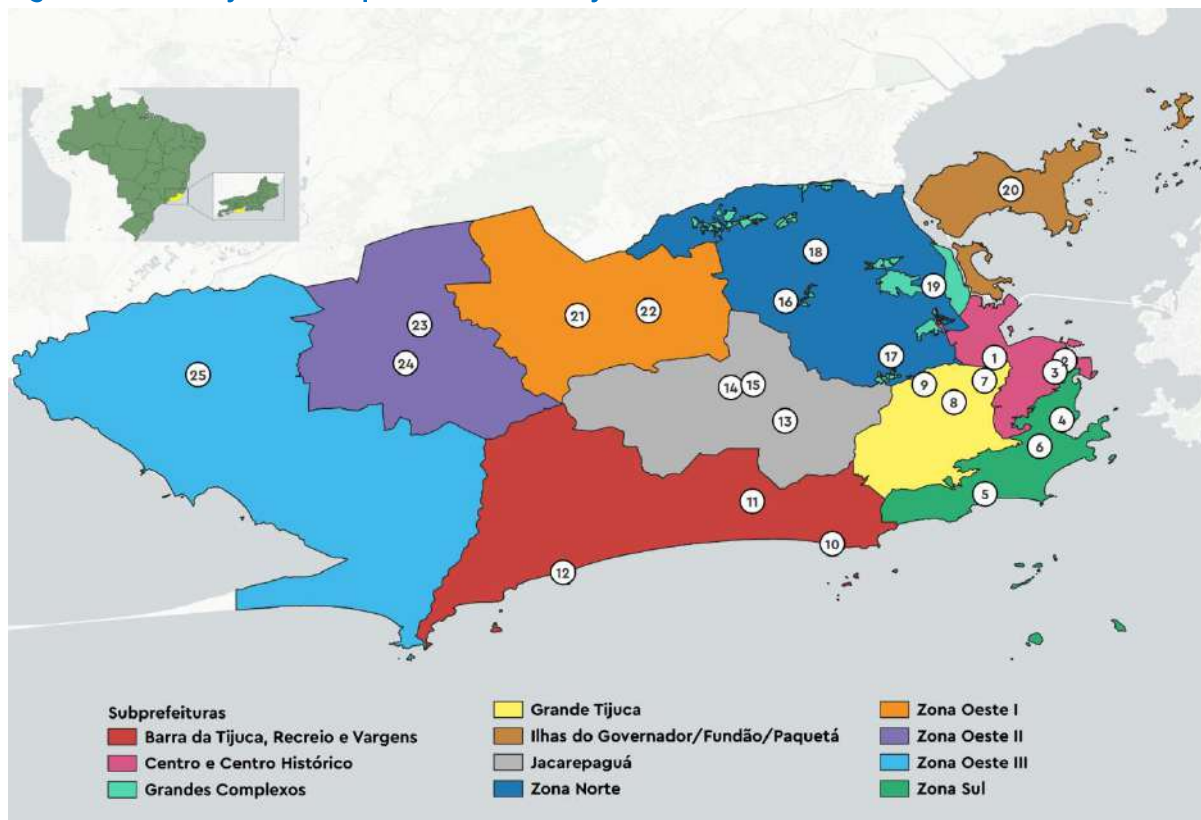 20
18
19
16
22
21
23
1
2
17
3
24
25
14
15
9
7
8
13
4
6
5
11
10
12
Subprefeituras
Barra da Tijuca, Recreio e Vargens
Centro e Centro Histórico
Grandes Complexos
Grande Tijuca
Ilhas do Governador/Fundão/Paquetá
Jacarepaguá
Zona Norte
Zona Oeste I
Zona Oeste II
Zona Oeste III
Zona Sul